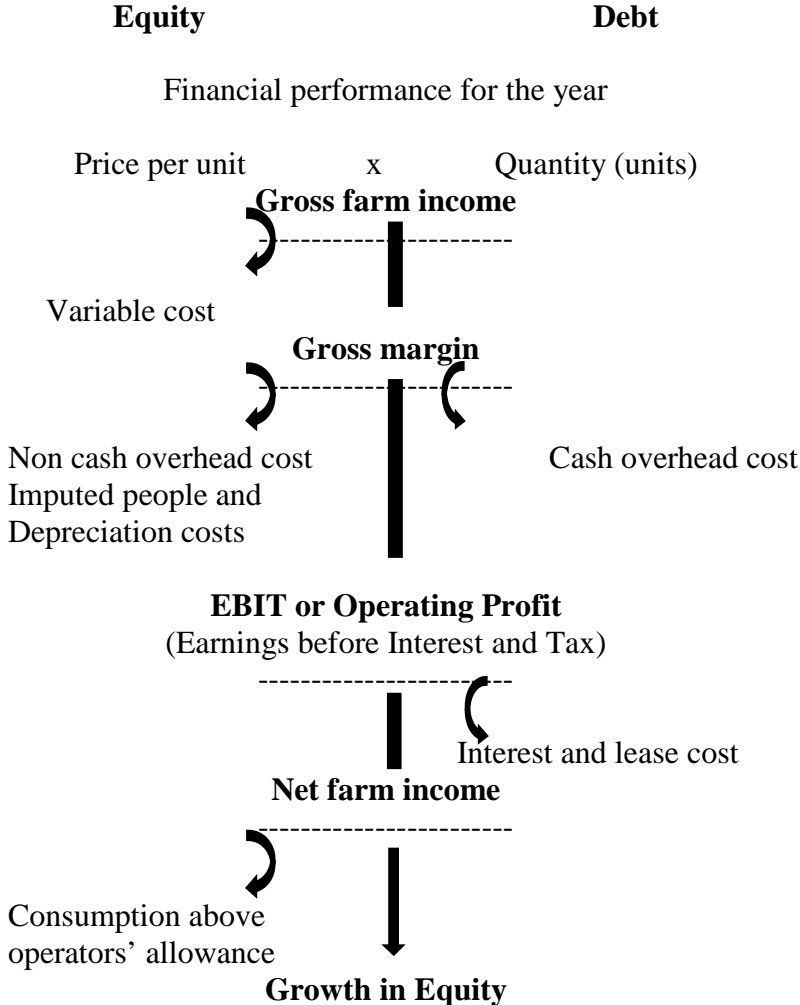 Equity Debt
Financial performance for the year
Price per unit x Quantity (units)
Gross farm income
Variable cost
Gross margin
Non cash overhead cost Cash overhead cost
Imputed people and
Depreciation costs
EBIT or Operating Profit
(Earnings before Interest and Tax)
Interest and lease cost
Net farm income
Consumption above
operators’ allowance
Growth in Equity